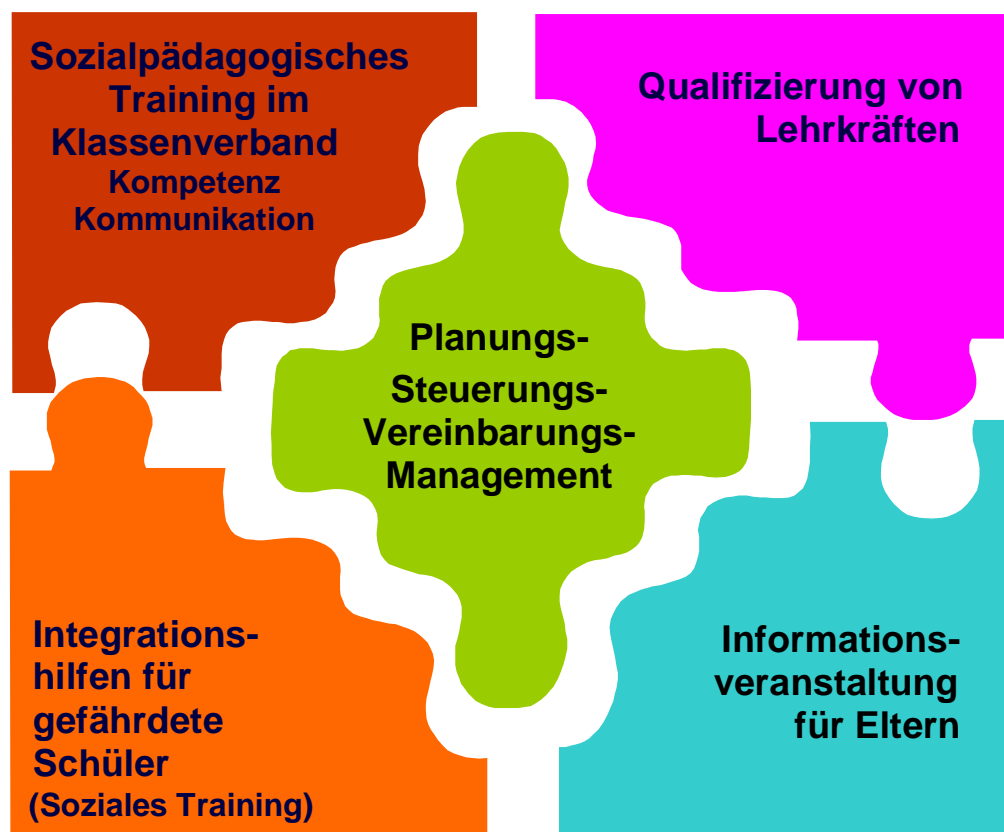 Sozialpädagogisches
Training im
Klassenverband
Kompetenz
Kommunikation
Qualifizierung von
Lehrkräften
Planungs-
Steuerungs-
Vereinbarungs-
Management
Integrations-
hilfen für
gefährdete
Schüler
(Soziales Training)
Informations-
veranstaltung
für Eltern